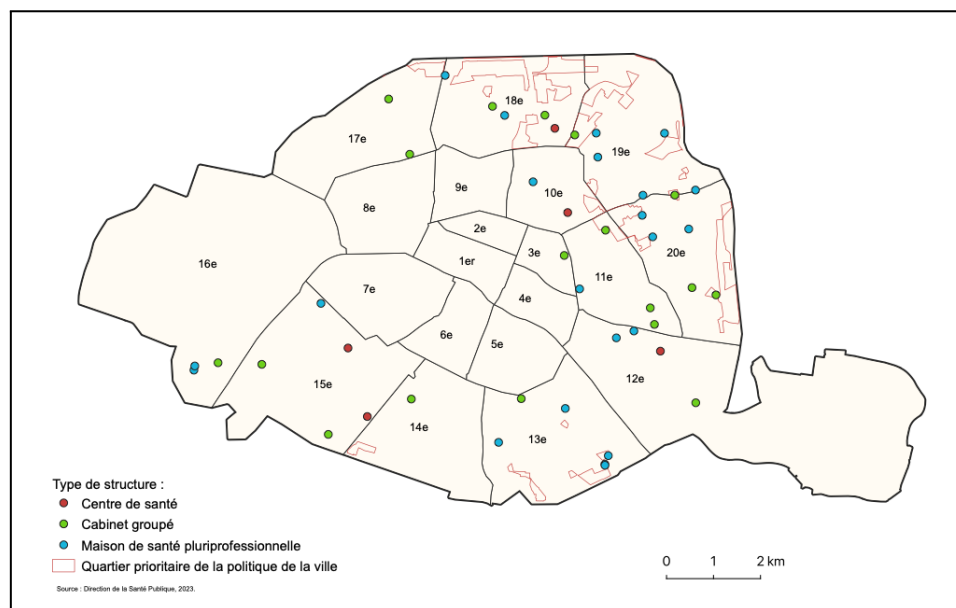 18e
17e
19e
9e
10e
8e
2e
3e
20e
1er
16e
11e
7e
4e
6e
5e
12e
15e
14e
13e
Type de structure :
Centre de santé
Cabinet groupé
Maison de santé pluriprofessionnelle
Quartier prioritaire de la politique de la ville
0 1 2 km
Source : Direction de la Santé Publique, 2023.